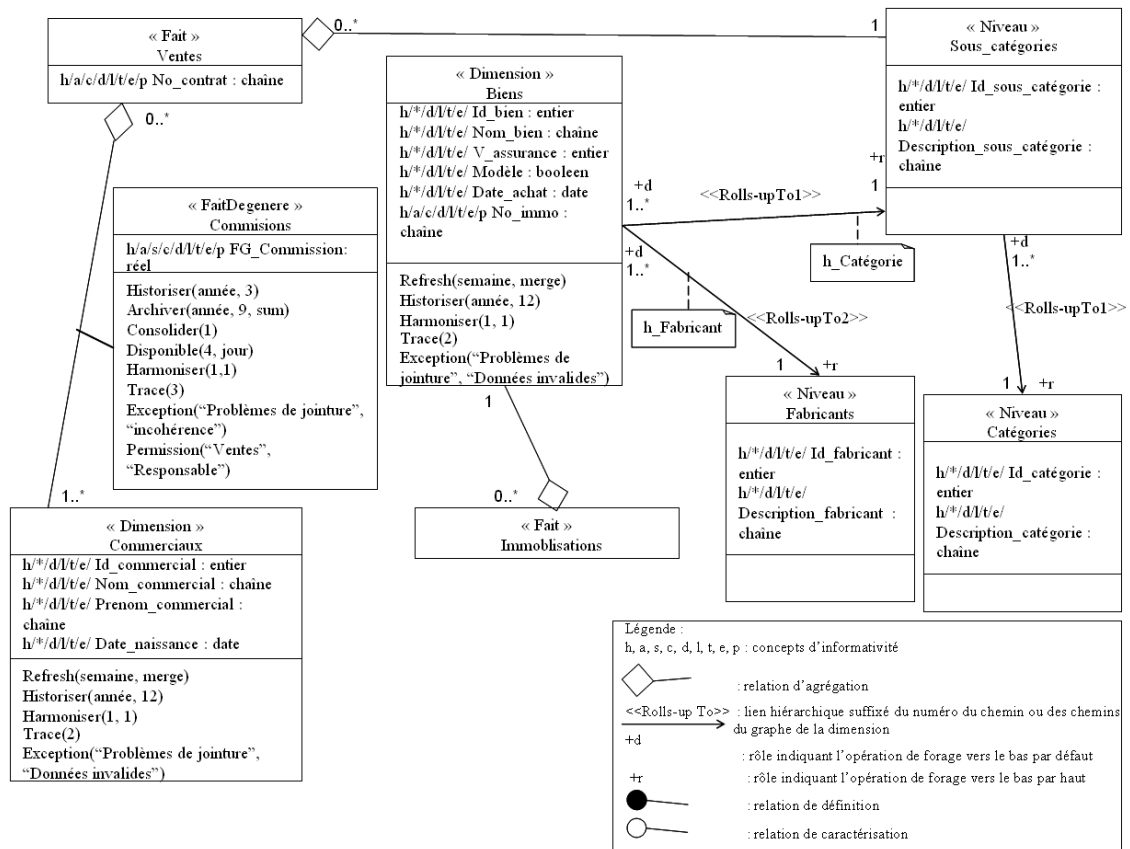 « Fait »
Ventes
h/a/c/d/l/t/e/p No_contrat : chaîne
0..*
1
0..*
« Niveau »
Sous_catégories
h/*/d/l/t/e/ Id_sous_catégorie :
entier
h/*/d/l/t/e/
Description_sous_catégorie :
chaîne
« Dimension »
Biens
h/*/d/l/t/e/ Id_bien : entier
h/*/d/l/t/e/ Nom_bien : chaîne
h/*/d/l/t/e/ V_assurance : entier
h/*/d/l/t/e/ Modèle : booleen
h/*/d/l/t/e/ Date_achat : date
h/a/c/d/l/t/e/p No_immo :
chaîne
Refresh(semaine, merge)
Historiser(année, 12)
Harmoniser(1, 1)
Trace(2)
Exception(“Problèmes de
jointure”, “Données invalides”)
+d
1..*
<<Rolls-upTo1>>
+r
1
h_Catégorie
+d
1..*
h_Fabricant
<<Rolls-upTo2>>
1
+r
+d
1..*
<<Rolls-upTo1>>
1
+r
« FaitDegenere »
Commisions
h/a/s/c/d/l/t/e/p FG_Commission:
réel
Historiser(année, 3)
Archiver(année, 9, sum)
Consolider(1)
Disponible(4, jour)
Harmoniser(1,1)
Trace(3)
Exception(“Problèmes de jointure”,
“incohérence”)
Permission(“Ventes”,
“Responsable”)
1..*
1
0..*
« Fait »
Immoblisations
« Niveau »
Fabricants
h/*/d/l/t/e/ Id_fabricant :
entier
h/*/d/l/t/e/
Description_fabricant :
chaîne
« Niveau »
Catégories
h/*/d/l/t/e/ Id_catégorie :
entier
h/*/d/l/t/e/
Description_catégorie :
chaîne
« Dimension »
Commerciaux
h/*/d/l/t/e/ Id_commercial : entier
h/*/d/l/t/e/ Nom_commercial : chaîne
h/*/d/l/t/e/ Prenom_commercial :
chaîne
h/*/d/l/t/e/ Date_naissance : date
Refresh(semaine, merge)
Historiser(année, 12)
Harmoniser(1, 1)
Trace(2)
Exception(“Problèmes de jointure”,
“Données invalides”)
Légende :
h, a, s, c, d, l, t, e, p : concepts d’informativité
: relation d’agrégation
<<Rolls-up To>> : lien hiérarchique suffixé du numéro du chemin ou des chemins
du graphe de la dimension
+d
: rôle indiquant l’opération de forage vers le bas par défaut
+r : rôle indiquant l’opération de forage vers le bas par haut
: relation de définition
: relation de caractérisation